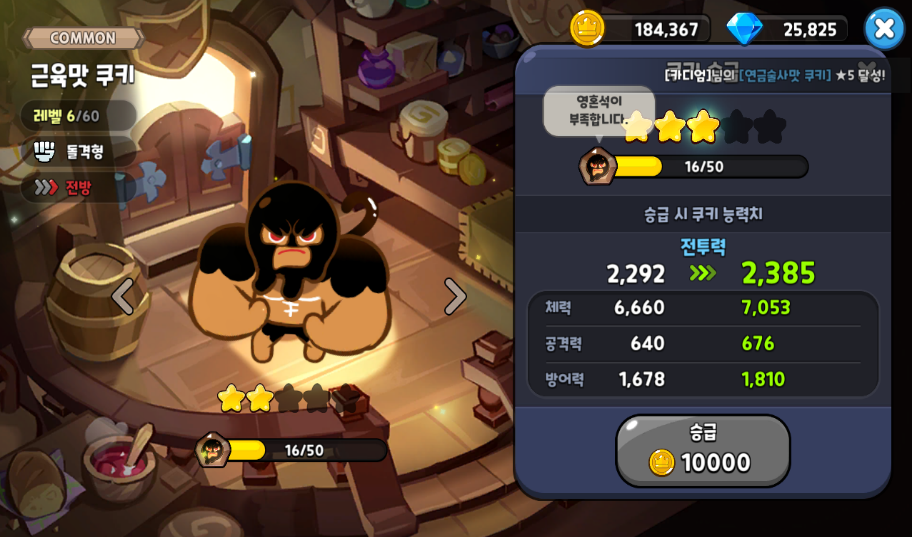 184,367
25,825
COMMON
근육맛 쿠키
레벨 6/60
돌격형
전방
16/50
쿠키 승급
[카디엄]님의 [연금술사맛 쿠키] ★5 달성!
영혼석이
부족합니다.
16/50
승급 시 쿠키 능력치
전투력
2,292 2,385
체력 6,660 7,053
공격력 640 676
방어력 1,678 1,810
승급
10000